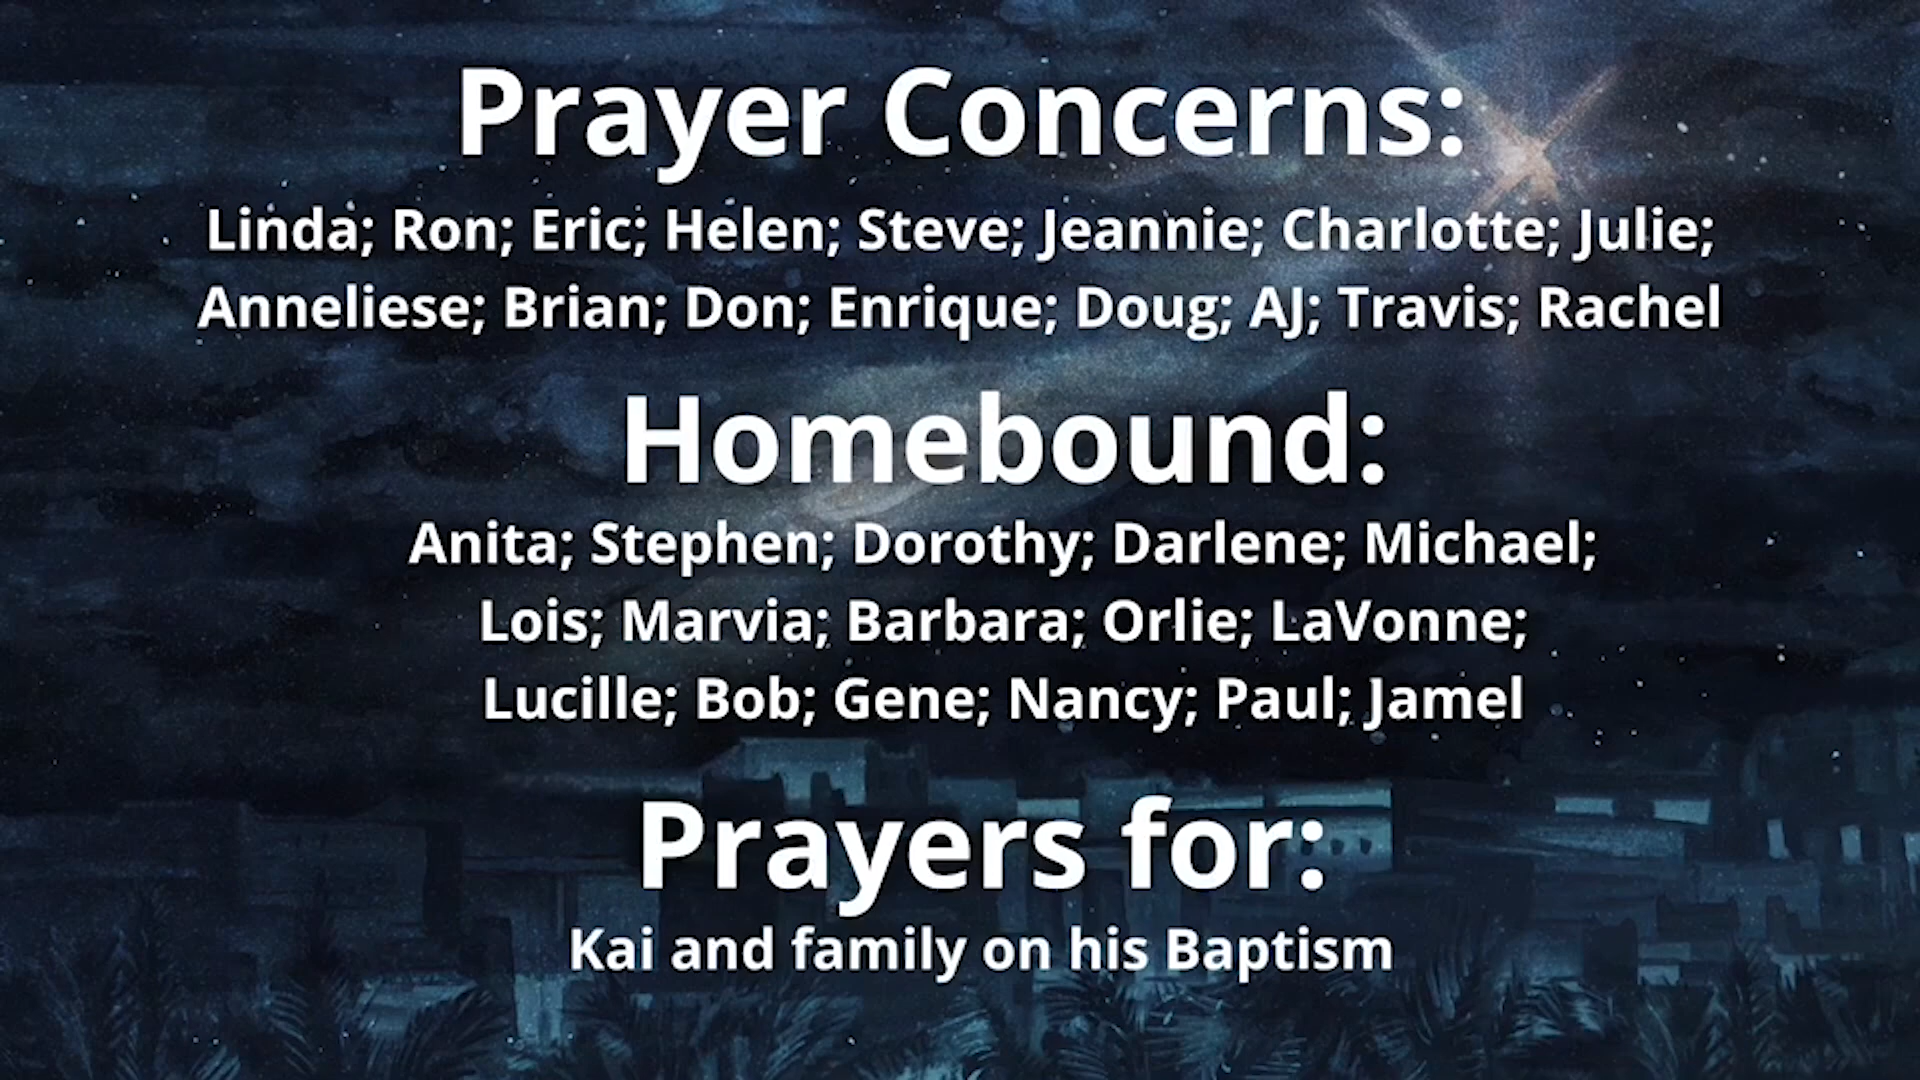 Prayer Concerns:
Linda; Ron; Eric; Helen; Steve; Jeannie; Charlotte; Julie;
Anneliese; Brian; Don; Enrique; Doug; AJ; Travis; Rachel
Homebound:
Anita; Stephen; Dorothy; Darlene; Michael;
Lois; Marvia; Barbara; Orlie; LaVonne;
Lucille; Bob; Gene; Nancy; Paul; Jamel
Prayers for:
Kai and family on his Baptism